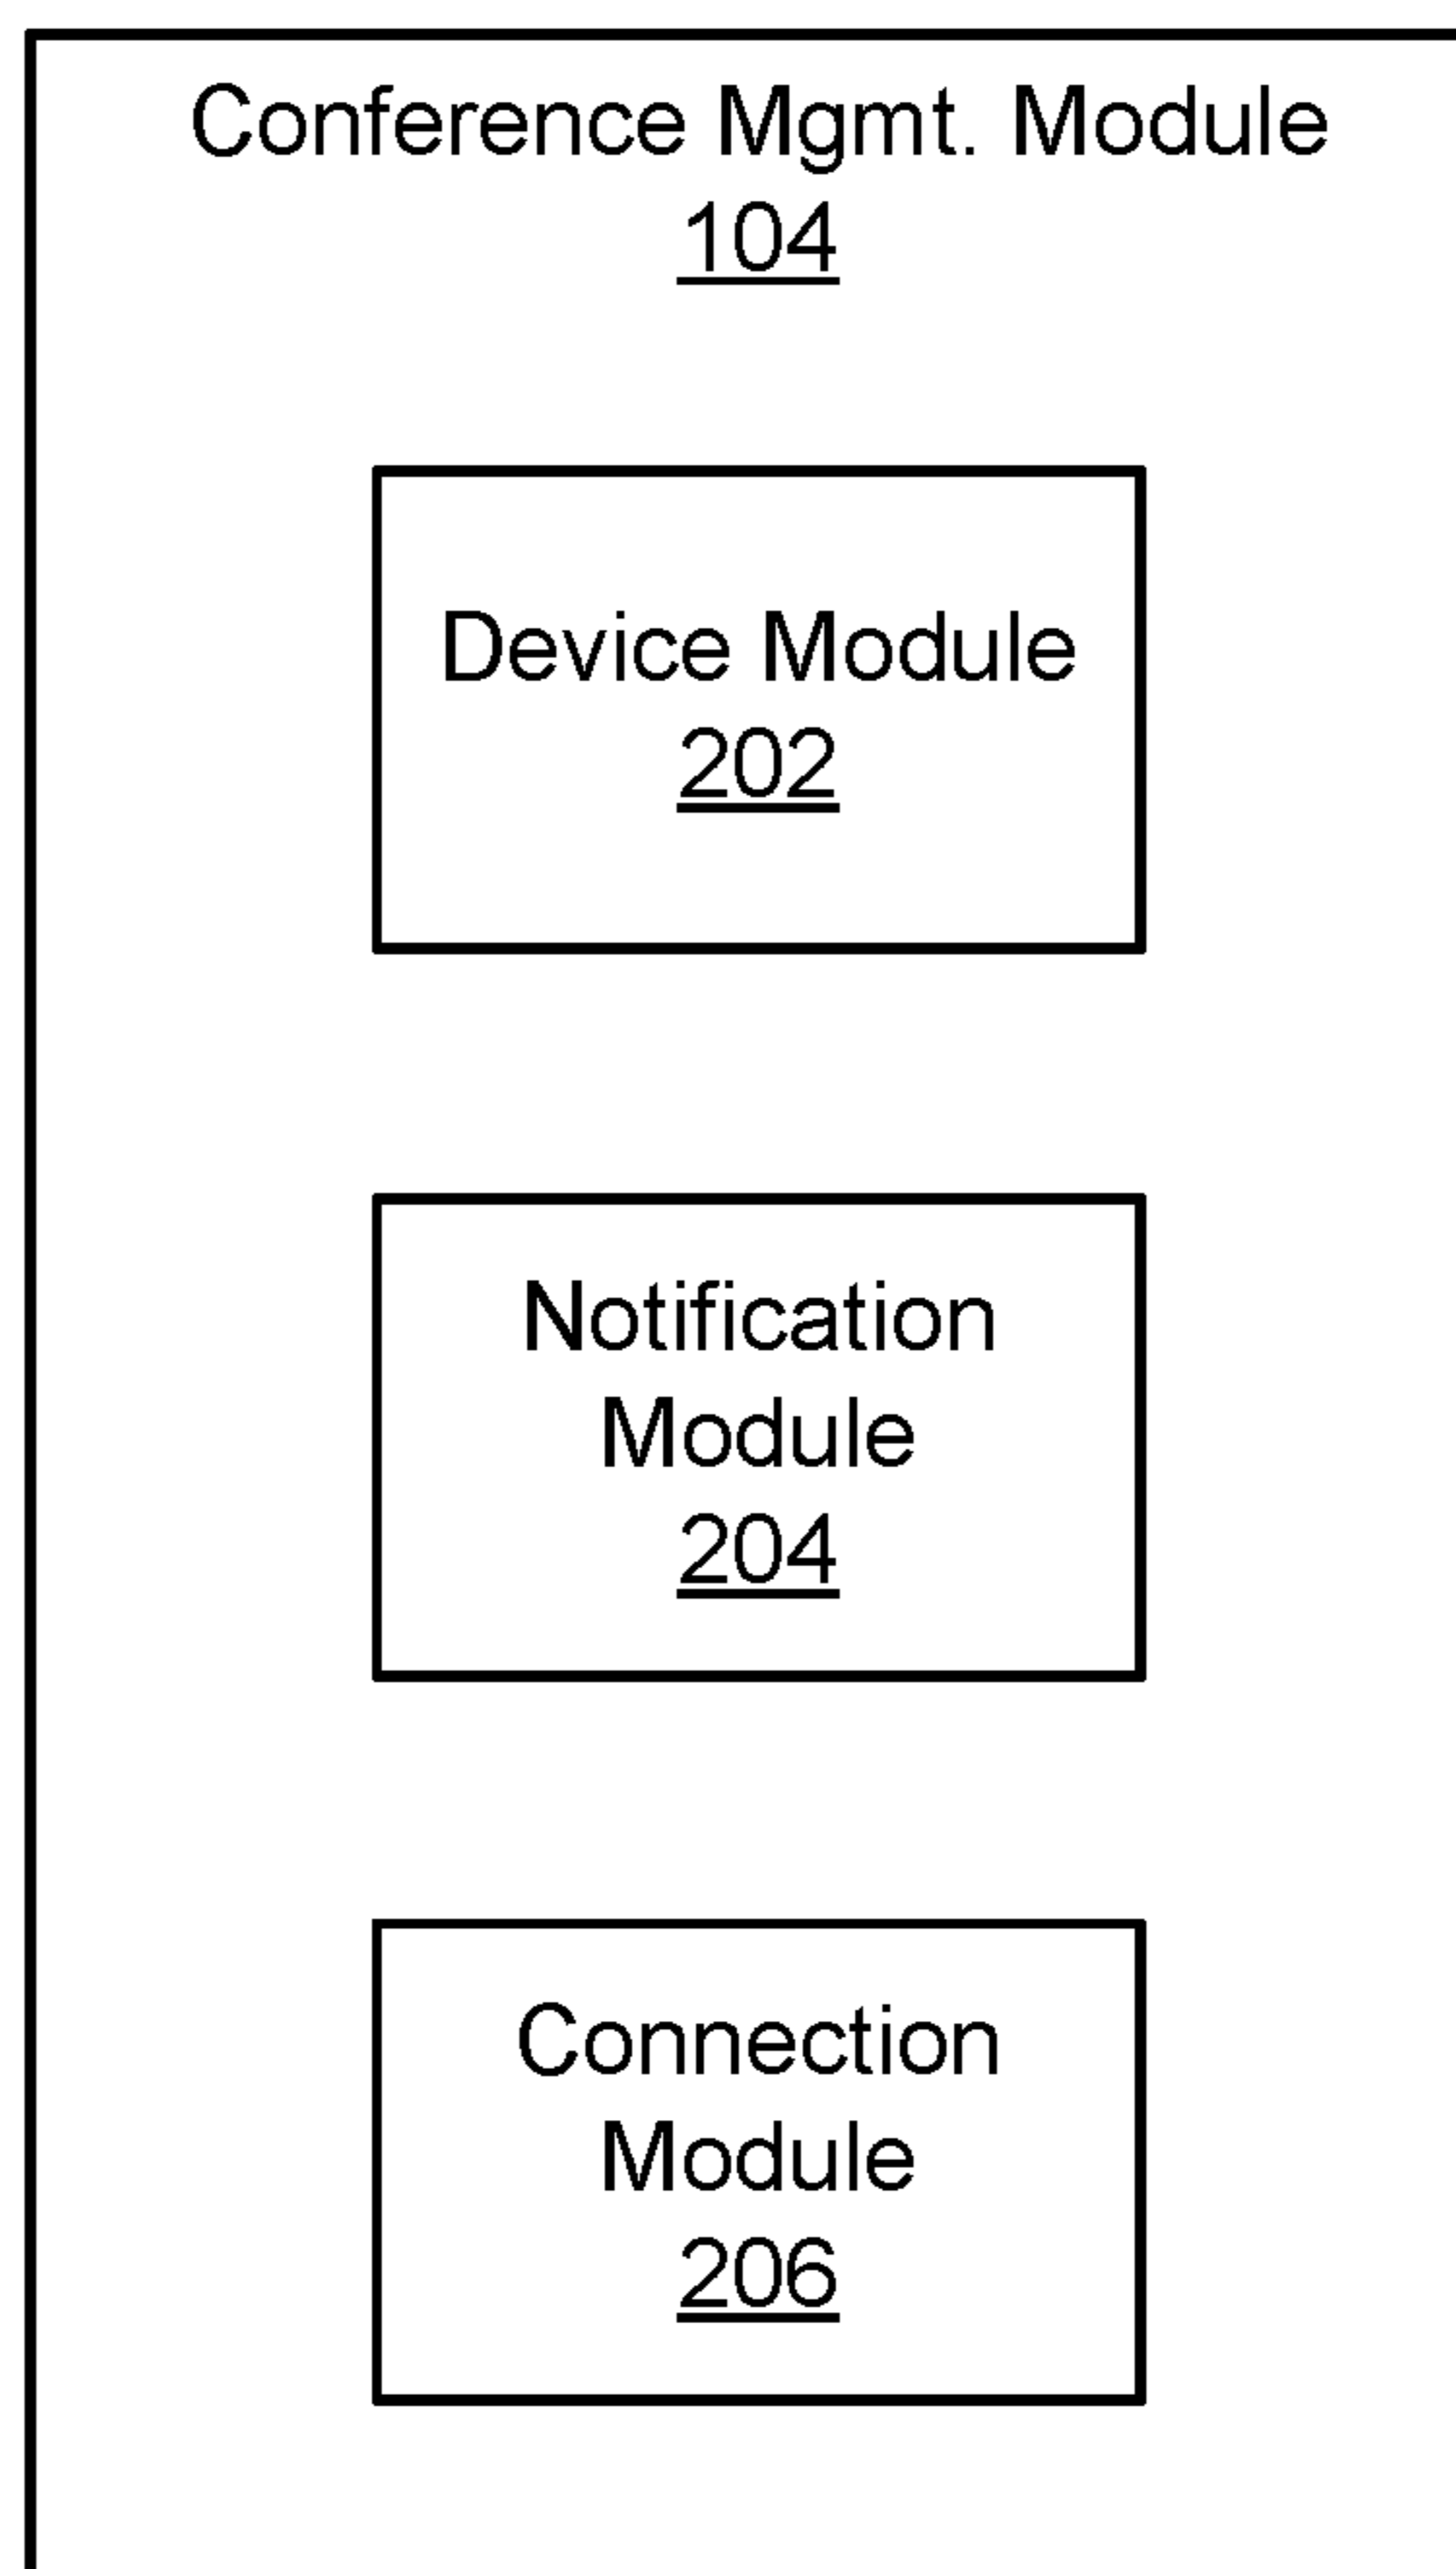 Conference Mgmt. Module
104
Device Module
202
Notification
Module
204
Connection
Module
206